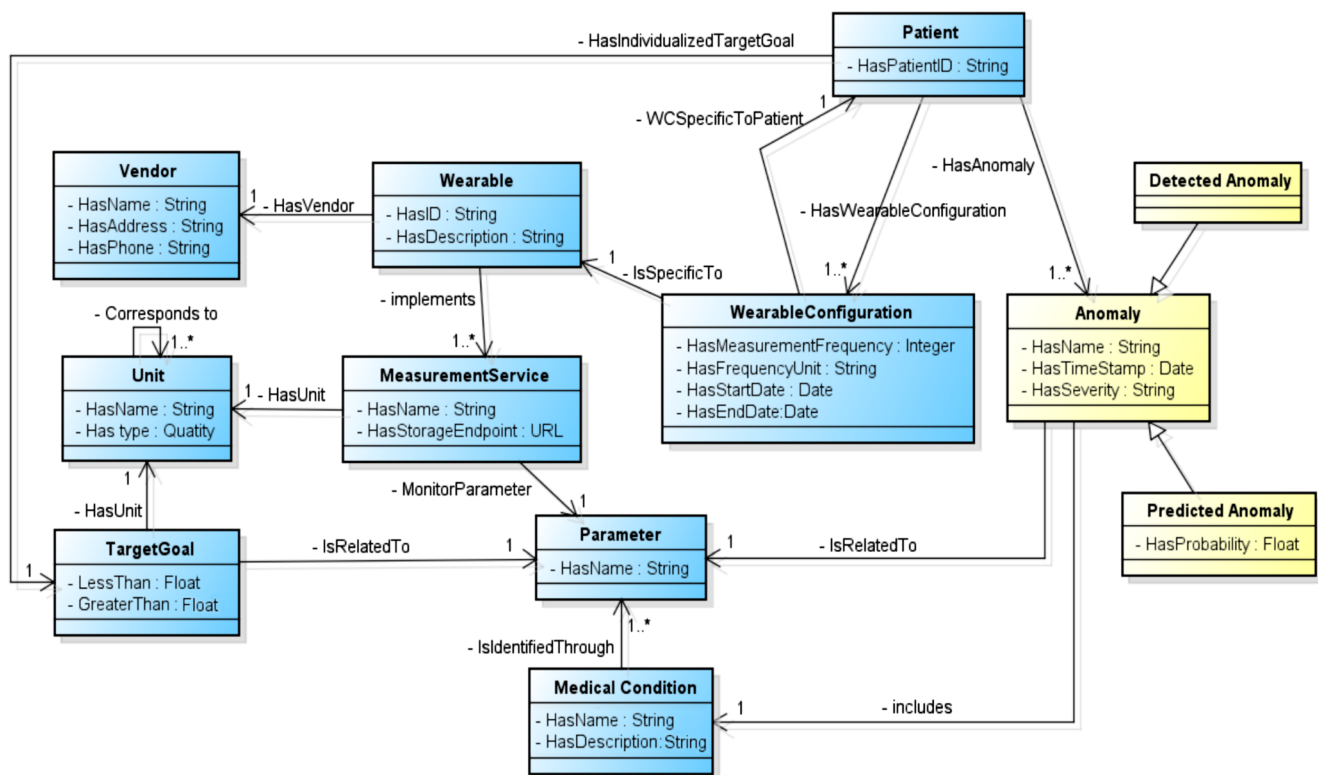 Patient
- HasPatientID : String
- HasIndividualizedTargetGoal
1
- WCSpecificToPatient
- HasAnomaly
- HasWearableConfiguration
1..*
1..*
Vendor
- HasName : String
- HasAddress : String
- HasPhone : String
1
- HasVendor
Wearable
- HasID : String
- HasDescription : String
1
- IsSpecificTo
Detected Anomaly
- implements
1..*
WearableConfiguration
- HasMeasurementFrequency : Integer
- HasFrequencyUnit : String
- HasStartDate : Date
- HasEndDate:Date
Anomaly
- HasName : String
- HasTimeStamp : Date
- HasSeverity : String
- Corresponds to
1..*
Unit
- HasName : String
- Has type : Quatity
1
- HasUnit
MeasurementService
- HasName : String
- HasStorageEndpoint : URL
1
- HasUnit
- MonitorParameter
1
Predicted Anomaly
- HasProbability : Float
TargetGoal
- LessThan : Float
- GreaterThan : Float
1
- IsRelatedTo
1
Parameter
- HasName : String
1
- IsRelatedTo
1..*
- IsIdentifiedThrough
Medical Condition
- HasName : String
- HasDescription:String
1
- includes